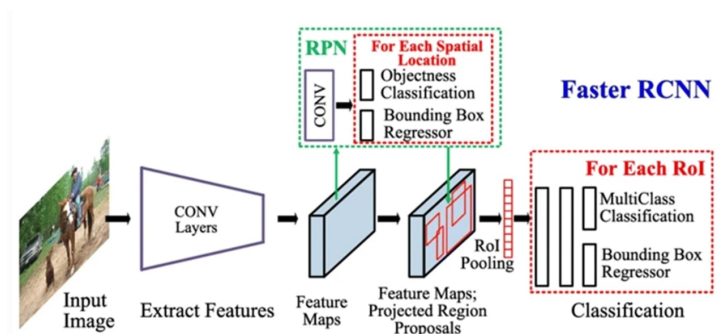 RPN
For Each Spatial
Location
CONV
Objectness
Classification
Bounding Box
Regressor
Faster RCNN
CONV
Layers
For Each RoI
MultiClass
Classification
Bounding Box
Regressor
RoI
Pooling
Input
Image
Extract Features
Feature
Maps
Feature Maps;
Projected Region
Proposals
Classification